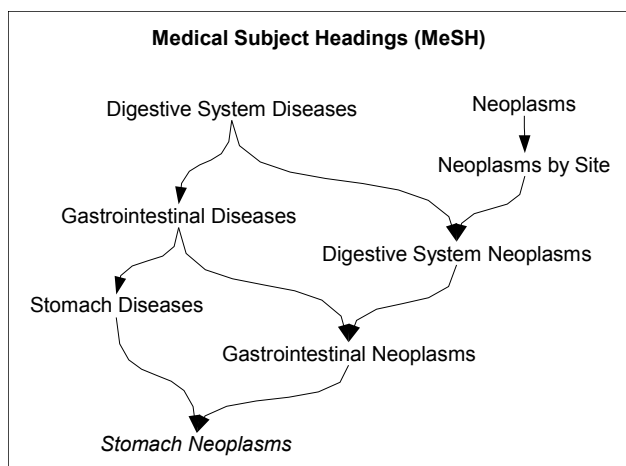 Medical Subject Headings (MeSH)
Digestive System Diseases
Neoplasms
Neoplasms by Site
Gastrointestinal Diseases
Digestive System Neoplasms
Stomach Diseases
Gastrointestinal Neoplasms
Stomach Neoplasms